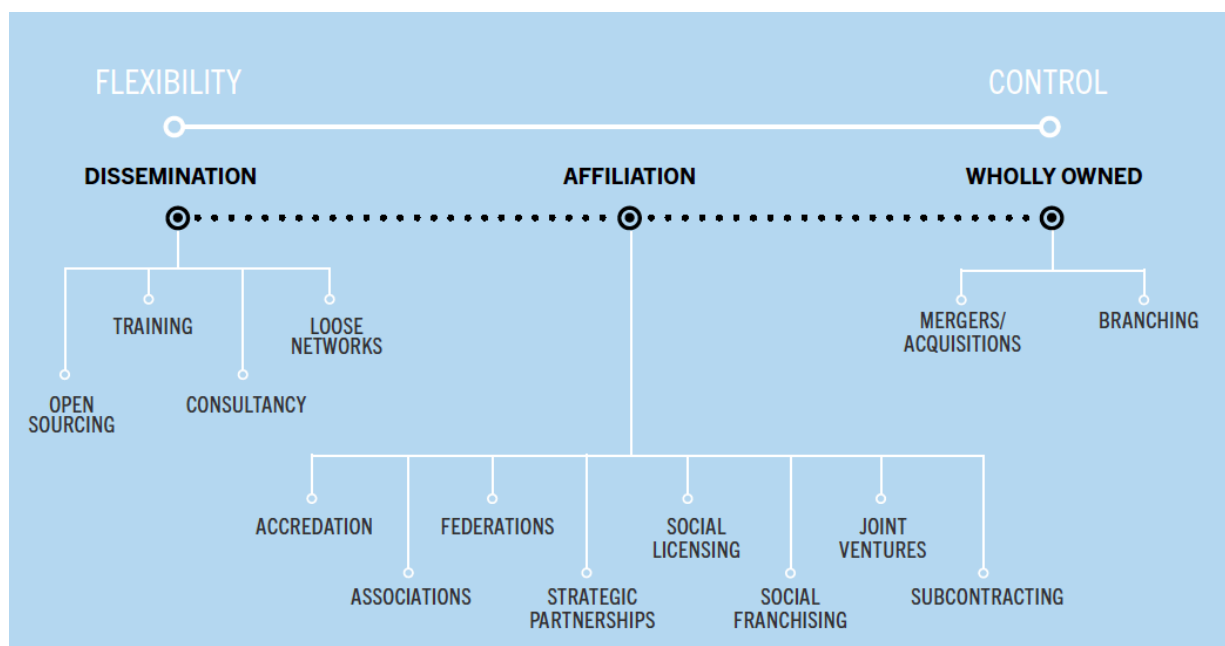 FLEXIBILITY
CONTROL
DISSEMINATION
AFFILIATION
WHOLLY OWNED
TRAINING
LOOSE
NETWORKS
MERGERS/
ACQUISITIONS
BRANCHING
OPEN
SOURCING
CONSULTANCY
ACCREDATION
FEDERATIONS
SOCIAL
LICENSING
JOINT
VENTURES
ASSOCIATIONS
STRATEGIC
PARTNERSHIPS
SOCIAL
FRANCHISING
SUBCONTRACTING